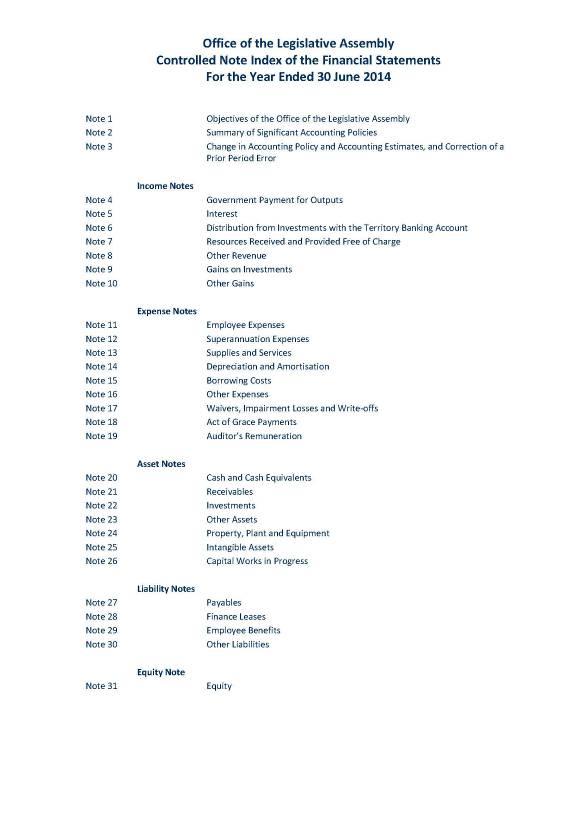 Office of the Legislative Assembly
Controlled Note Index of the Financial Statements
For the Year Ended 30 June 2014
Note 1 Objectives of the Office of the Legislative Assembly
Note 2 Summary of Significant Accounting Policies
Note 3 Change in Accounting Policy and Accounting Estimates, and Correction of a
Prior Period Error
Income Notes
Note 4 Government Payment for Outputs
Note 5 Interest
Note 6 Distribution from Investments with the Territory Banking Account
Note 7 Resources Received and Provided Free of Charge
Note 8 Other Revenue
Note 9 Gains on Investments
Note 10 Other Gains
Expense Notes
Note 11 Employee Expenses
Note 12 Superannuation Expenses
Note 13 Supplies and Services
Note 14 Depreciation and Amortisation
Note 15 Borrowing Costs
Note 16 Other Expenses
Note 17 Waivers, Impairment Losses and Write-offs
Note 18 Act of Grace Payments
Note 19 Auditor's Remuneration
Asset Notes
Note 20 Cash and Cash Equivalents
Note 21 Receivables
Note 22 Investments
Note 23 Other Assets
Note 24 Property, Plant and Equipment
Note 25 Intangible Assets
Note 26 Capital Works in Progress
Liability Notes
Note 27 Payables
Note 28 Finance Leases
Note 29 Employee Benefits
Note 30 Other Liabilities
Equity Note
Note 31 Equity